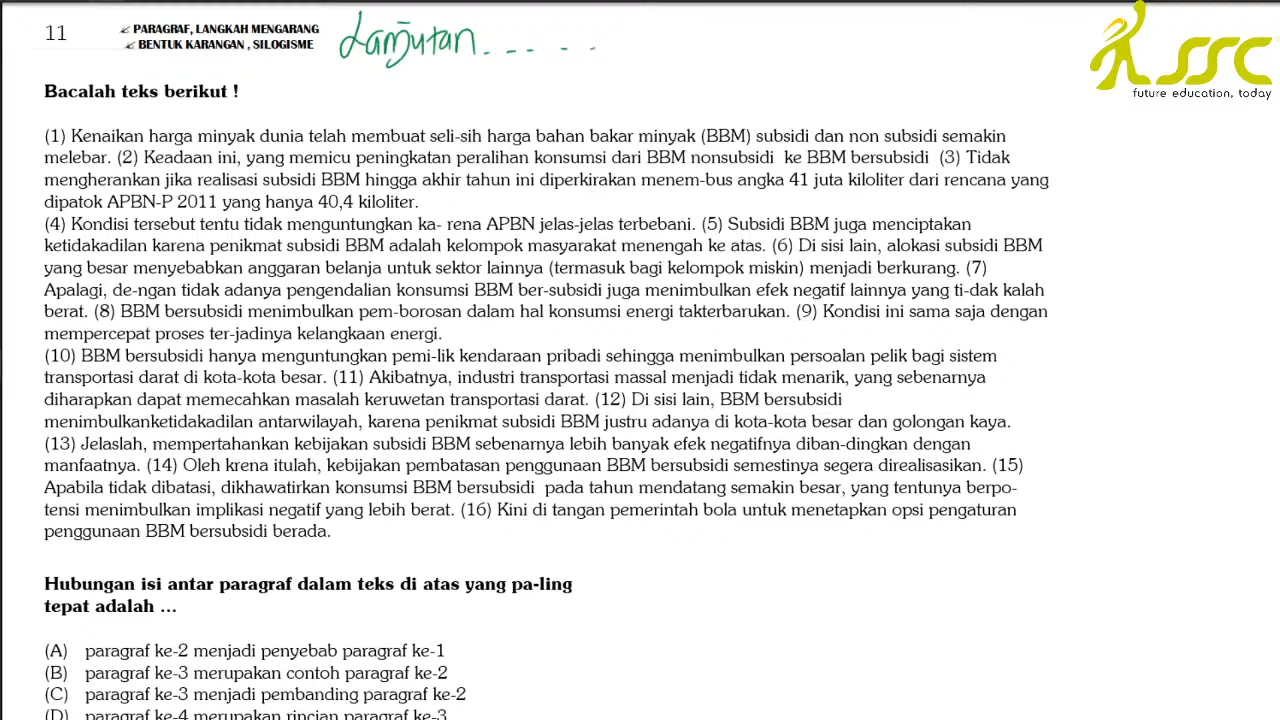 11
PARAGRAF, LANGKAH MENGARANG
BENTUK KARANGAN , SILOGISME
Lanjutan.......
SSC
future education, today
Bacalah teks berikut !
(1) Kenaikan harga minyak dunia telah membuat seli-sih harga bahan bakar minyak (BBM) subsidi dan non subsidi semakin
melebar. (2) Keadaan ini, yang memicu peningkatan peralihan konsumsi dari BBM nonsubsidi ke BBM bersubsidi (3) Tidak
mengherankan jika realisasi subsidi BBM hingga akhir tahun ini diperkirakan menem-bus angka 41 juta kiloliter dari rencana yang
dipatok APBN-P 2011 yang hanya 40,4 kiloliter.
(4) Kondisi tersebut tentu tidak menguntungkan ka- rena APBN jelas-jelas terbebani. (5) Subsidi BBM juga menciptakan
ketidakadilan karena penikmat subsidi BBM adalah kelompok masyarakat menengah ke atas. (6) Di sisi lain, alokasi subsidi BBM
yang besar menyebabkan anggaran belanja untuk sektor lainnya (termasuk bagi kelompok miskin) menjadi berkurang. (7)
Apalagi, de-ngan tidak adanya pengendalian konsumsi BBM ber-subsidi juga menimbulkan efek negatif lainnya yang ti-dak kalah
berat. (8) BBM bersubsidi menimbulkan pem-borosan dalam hal konsumsi energi takterbarukan. (9) Kondisi ini sama saja dengan
mempercepat proses ter-jadinya kelangkaan energi.
(10) BBM bersubsidi hanya menguntungkan pemi-lik kendaraan pribadi sehingga menimbulkan persoalan pelik bagi sistem
transportasi darat di kota-kota besar. (11) Akibatnya, industri transportasi massal menjadi tidak menarik, yang sebenarnya
diharapkan dapat memecahkan masalah keruwetan transportasi darat. (12) Di sisi lain, BBM bersubsidi
menimbulkanketidakadilan antarwilayah, karena penikmat subsidi BBM justru adanya di kota-kota besar dan golongan kaya.
(13) Jelaslah, mempertahankan kebijakan subsidi BBM sebenarnya lebih banyak efek negatifnya diban-dingkan dengan
manfaatnya. (14) Oleh krena itulah, kebijakan pembatasan penggunaan BBM bersubsidi semestinya segera direalisasikan. (15)
Apabila tidak dibatasi, dikhawatirkan konsumsi BBM bersubsidi pada tahun mendatang semakin besar, yang tentunya berpo-
tensi menimbulkan implikasi negatif yang lebih berat. (16) Kini di tangan pemerintah bola untuk menetapkan opsi pengaturan
penggunaan BBM bersubsidi berada.
Hubungan isi antar paragraf dalam teks di atas yang pa-ling
tepat adalah ...
(A) paragraf ke-2 menjadi penyebab paragraf ke-1
(B) paragraf ke-3 merupakan contoh paragraf ke-2
(C) paragraf ke-3 menjadi pembanding paragraf ke-2
(D) paragraf ke-4 merupakan rincian paragraf ke-3